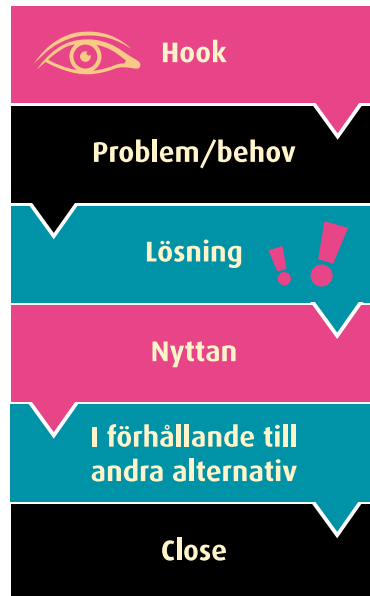 Hook
Problem/behov
Lösning
Nyttan
I förhållande till
andra alternativ
Close